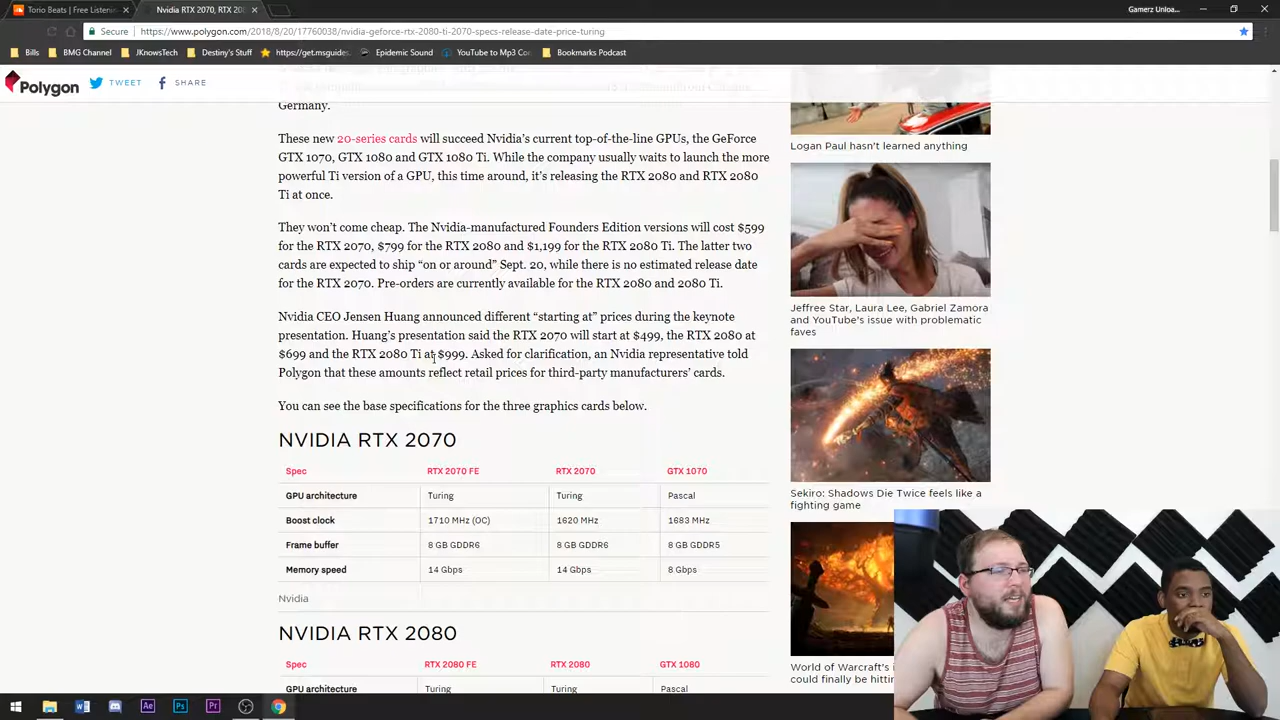 Torio Beats | Free Listenin
Nvidia RTX 2070, RTX 20
Gamerz Unloa...
Secure
https://www.polygon.com/2018/8/20/17760038/nvidia-geforce-rtx-2080-ti-2070-specs-release-date-price-turing
Bills
BMG Channel
JKnowsTech
Destiny's Stuff
https://get.msguides.
Epidemic Sound
YouTube to Mp3 Con
Bookmarks Podcast
Polygon
TWEET
SHARE
Germany.
These new 20-series cards will succeed Nvidia's current top-of-the-line GPUs, the GeForce
GTX 1070, GTX 1080 and GTX 1080 Ti. While the company usually waits to launch the more
powerful Ti version of a GPU, this time around, it's releasing the RTX 2080 and RTX 2080
Ti at once.
They won't come cheap. The Nvidia-manufactured Founders Edition versions will cost $599
for the RTX 2070, $799 for the RTX 2080 and $1,199 for the RTX 2080 Ti. The latter two
cards are expected to ship “on or around” Sept. 20, while there is no estimated release date
for the RTX 2070. Pre-orders are currently available for the RTX 2080 and 2080 Ti.
Nvidia CEO Jensen Huang announced different “starting at” prices during the keynote
presentation. Huang's presentation said the RTX 2070 will start at $499, the RTX 2080 at
$699 and the RTX 2080 Ti at $999. Asked for clarification, an Nvidia representative told
Polygon that these amounts reflect retail prices for third-party manufacturers' cards.
You can see the base specifications for the three graphics cards below.
NVIDIA RTX 2070
Spec RTX 2070 FE RTX 2070 GTX 1070
GPU architecture Turing Turing Pascal
Boost clock 1710 MHz (OC) 1620 MHz 1683 MHz
Frame buffer 8 GB GDDR6 8 GB GDDR6 8 GB GDDR5
Memory speed 14 Gbps 14 Gbps 8 Gbps
Nvidia
NVIDIA RTX 2080
Spec RTX 2080 FE RTX 2080 GTX 1080
GPU architecture Turing Turing Pascal
Logan Paul hasn't learned anything
Jeffree Star, Laura Lee, Gabriel Zamora
and YouTube's issue with problematic
faves
Sekiro: Shadows Die Twice feels like a
fighting game
World of Warcraft's
could finally be hittin